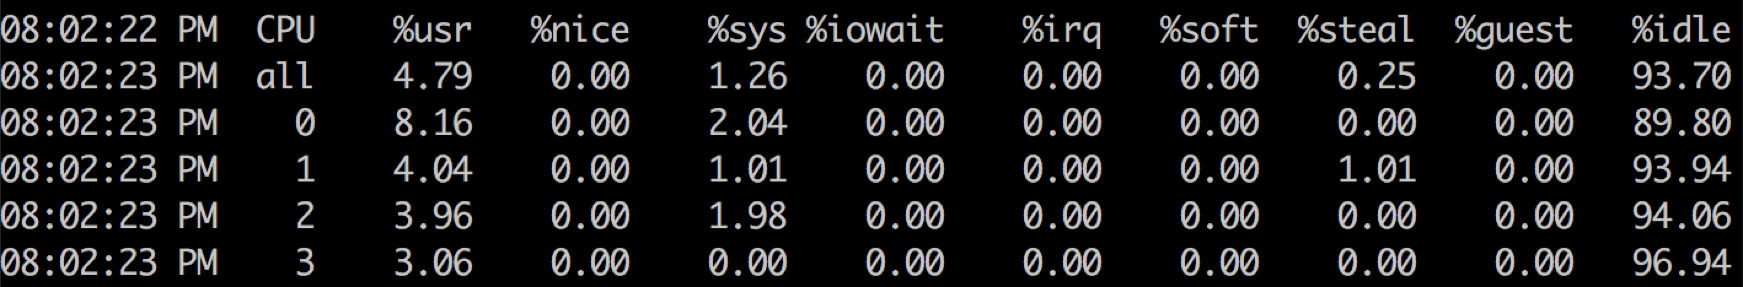 08:02:22 PM  CPU    %usr   %nice    %sys %iowait    %irq   %soft  %steal  %guest   %idle
08:02:23 PM  all    4.79    0.00    1.26    0.00    0.00    0.00    0.25    0.00   93.70
08:02:23 PM    0    8.16    0.00    2.04    0.00    0.00    0.00    0.00    0.00   89.80
08:02:23 PM    1    4.04    0.00    1.01    0.00    0.00    0.00    1.01    0.00   93.94
08:02:23 PM    2    3.96    0.00    1.98    0.00    0.00    0.00    0.00    0.00   94.06
08:02:23 PM    3    3.06    0.00    0.00    0.00    0.00    0.00    0.00    0.00   96.94